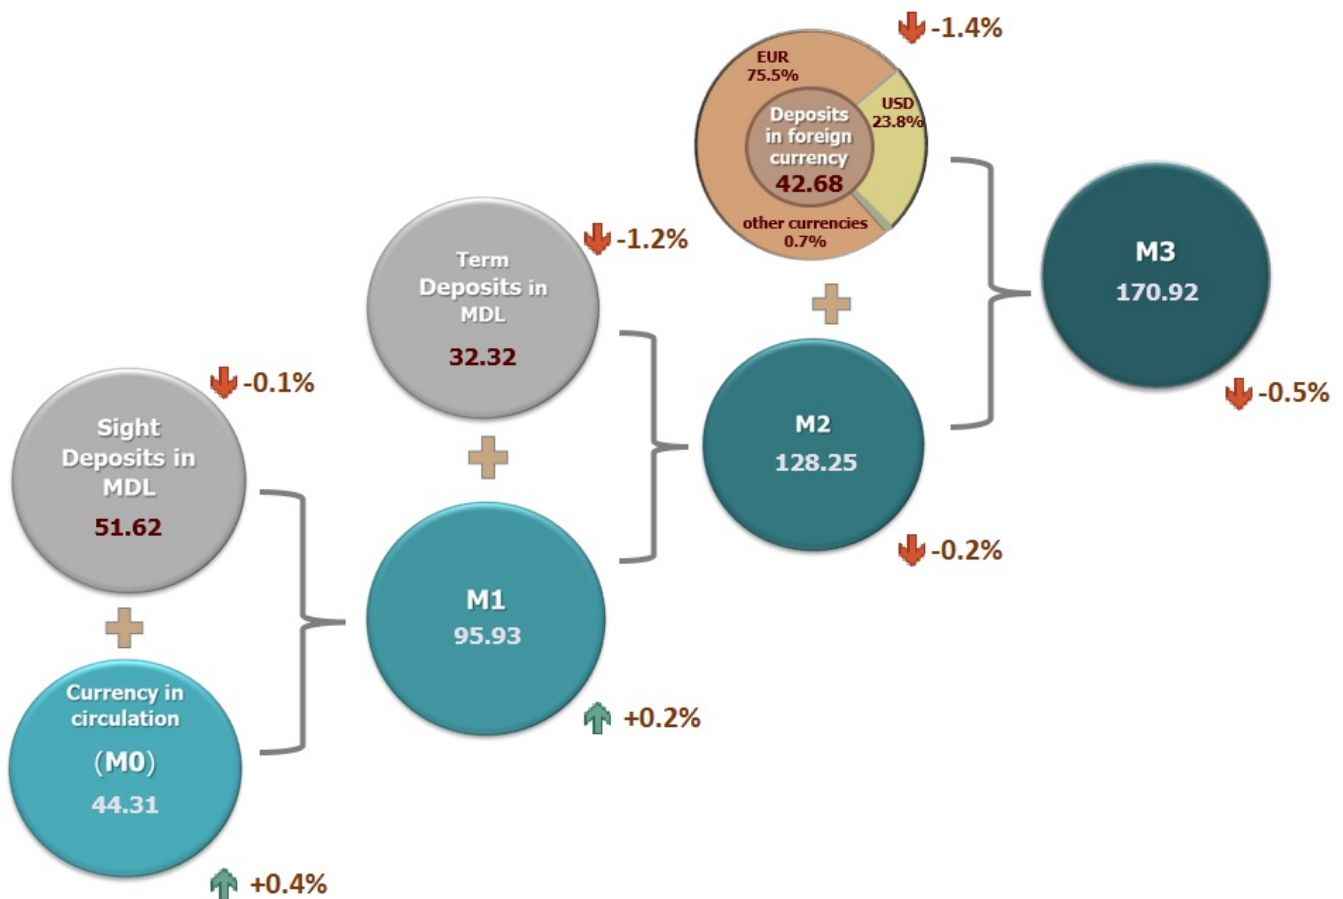 Sight
Deposits in
MDL
51.62
-0.1%
Currency in
circulation
(M0)
44.31
+0.4%
Term
Deposits in
MDL
32.32
-1.2%
M1
95.93
+0.2%
EUR
75.5%
USD
23.8%
Deposits
in foreign
currency
42.68
other currencies
0.7%
-1.4%
M2
128.25
-0.2%
M3
170.92
-0.5%